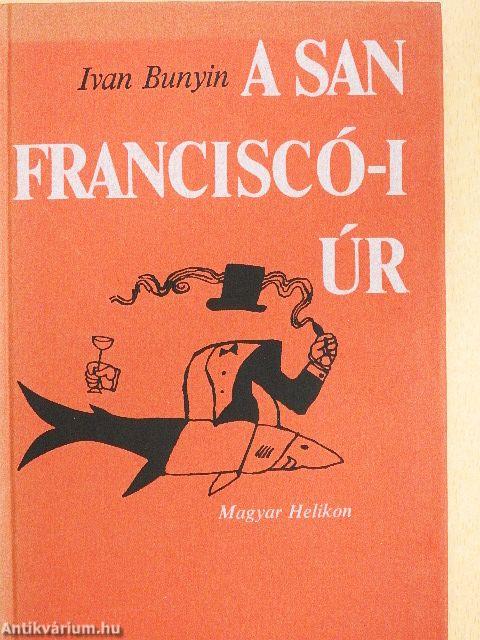 Ivan Bunyin A SAN
FRANCISCÓ-I
ÚR
Magyar Helikon
Antikvárium.hu